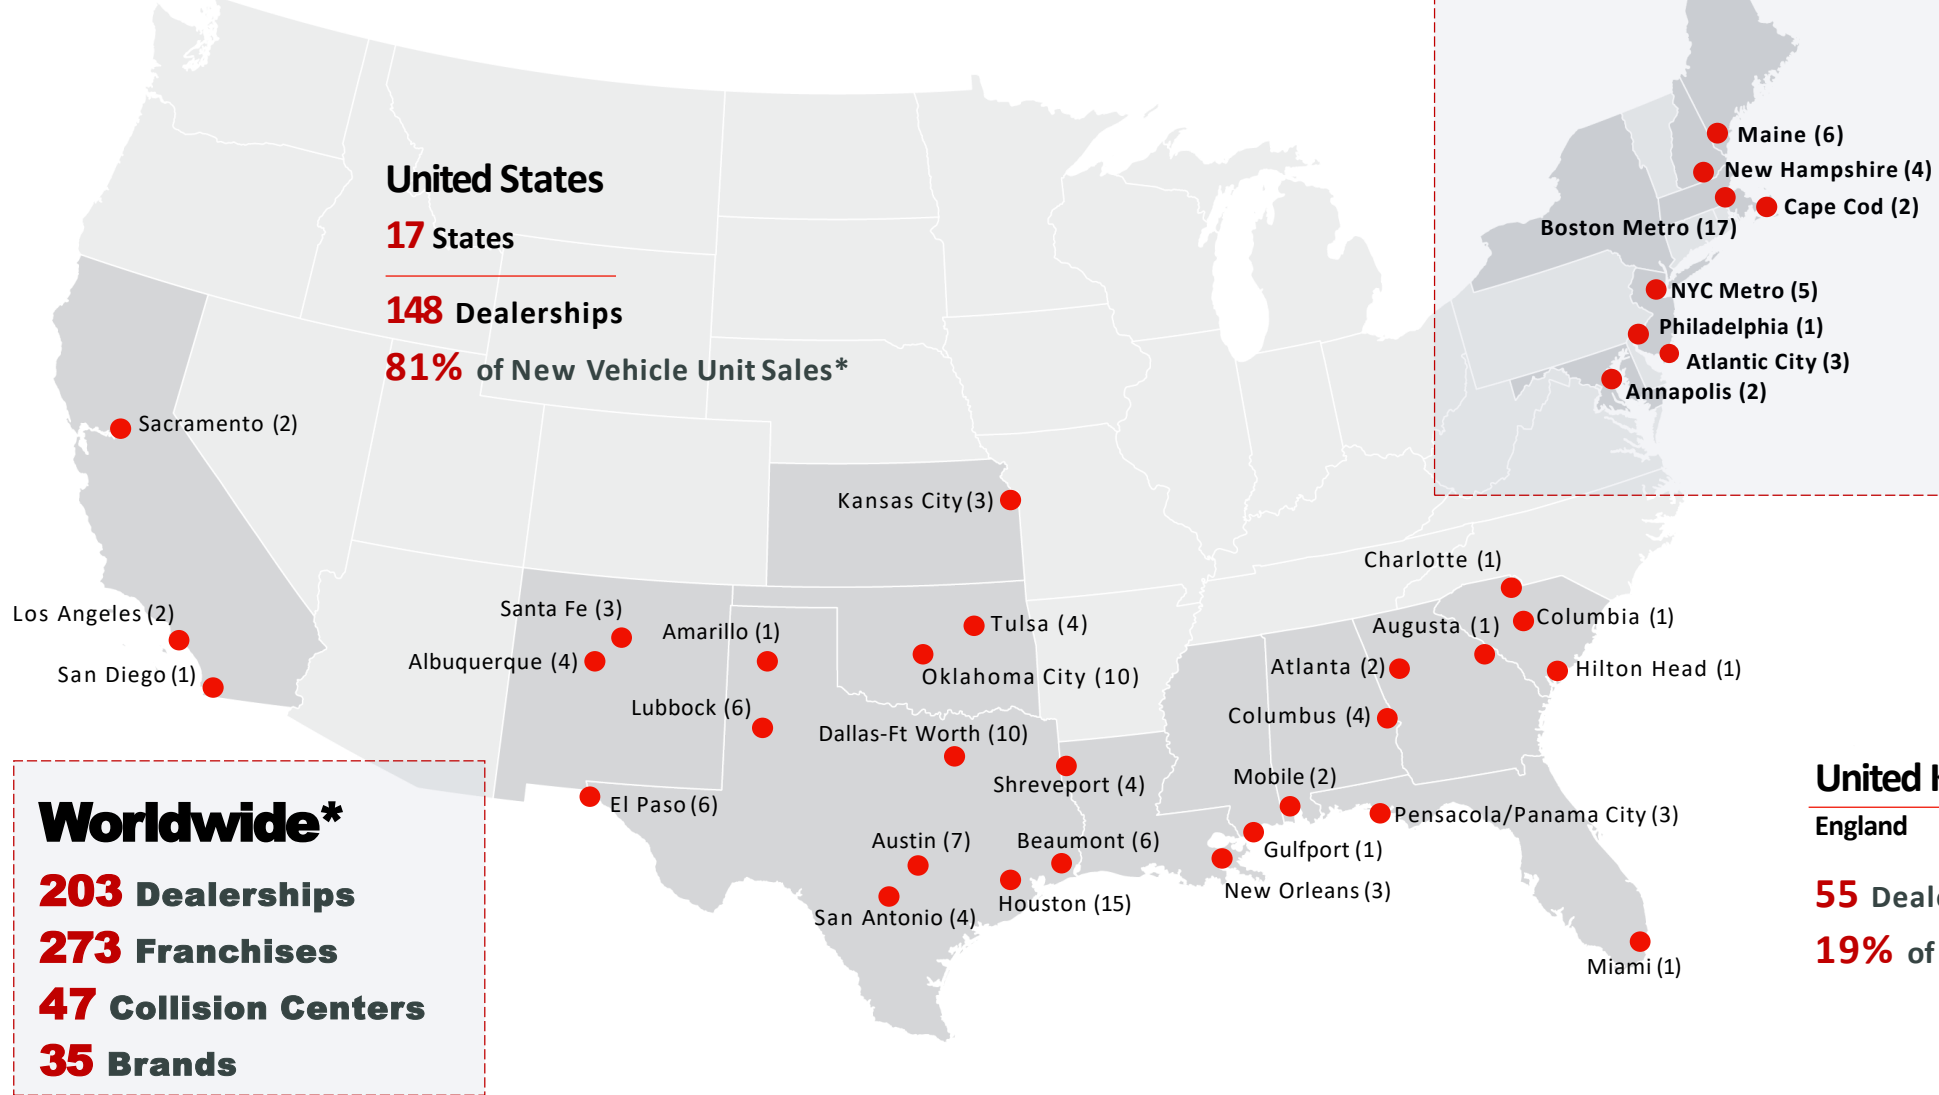 United States
17 States
148 Dealerships
81% of New Vehicle Unit Sales*
Maine (6)
New Hampshire (4)
Cape Cod (2)
Boston Metro (17)
NYC Metro (5)
Philadelphia (1)
Atlantic City (3)
Annapolis (2)
Sacramento (2)
Kansas City (3)
Charlotte (1)
Los Angeles (2)
Santa Fe (3)
Amarillo (1)
Tulsa (4)
Augusta (1)
Columbia (1)
San Diego (1)
Albuquerque (4)
Oklahoma City (10)
Atlanta (2)
Hilton Head (1)
Lubbock (6)
Dallas-Ft Worth (10)
Columbus (4)
Shreveport (4)
Mobile (2)
El Paso (6)
Pensacola/Panama City (3)
Austin (7)
Beaumont (6)
Gulfport (1)
San Antonio (4)
Houston (15)
New Orleans (3)
Miami (1)
Worldwide*
203 Dealerships
273 Franchises
47 Collision Centers
35 Brands
United
England
55
19% of